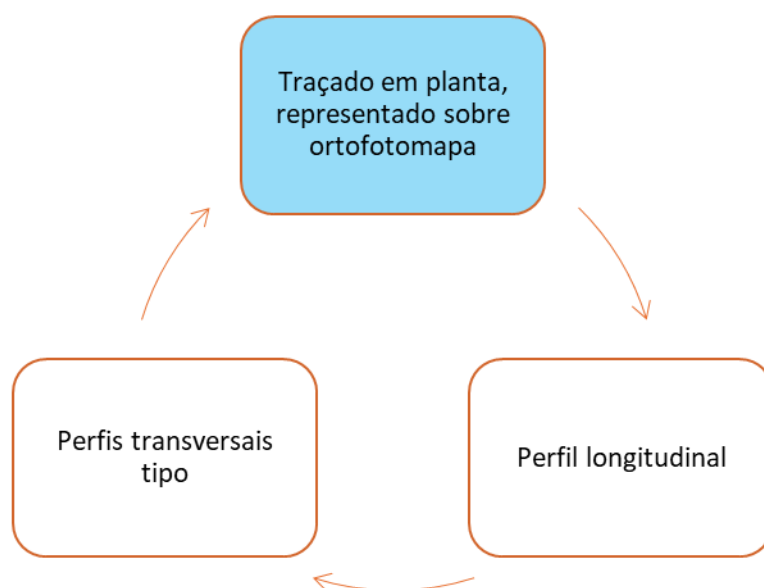 Traçado em planta,
representado sobre
ortofotomapa
Perfis transversais
tipo
Perfil longitudinal